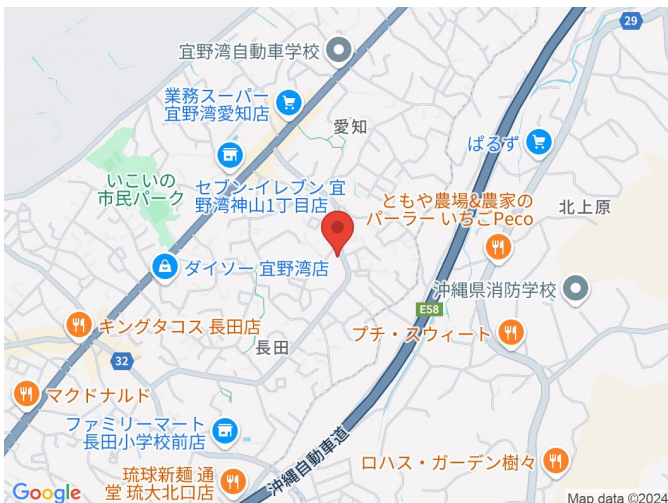 29
宜野湾自動車学校
業務スーパー
宜野湾愛知店
愛知
ぱるず
いこいの
市民パーク
セブン-イレブン 宜
野湾神山1丁目店
ともや農場&農家の
パーラー いちごPeco
北上原
ダイソー 宜野湾店
沖縄県消防学校
E58
キングタコス 長田店
プチ・スウィート
長田
32
マクドナルド
ファミリーマート
長田小学校前店
沖縄自動車道
ロハス・ガーデン樹々
琉球新麺 通
堂 琉大北口店
Google
Map data ©2024